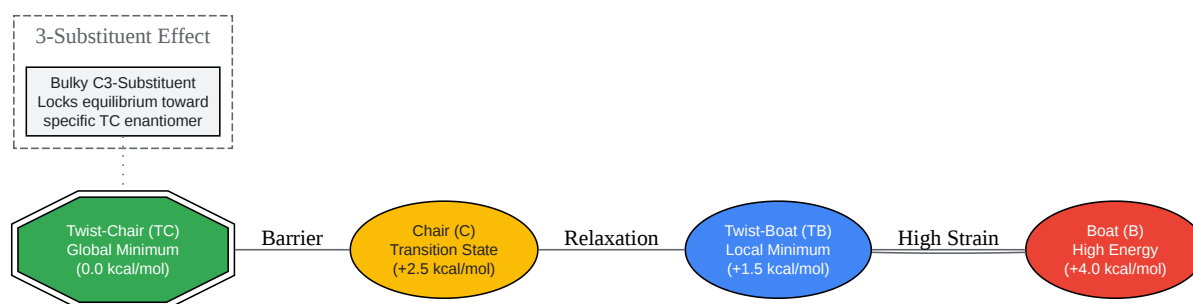 3-Substituent Effect
Bulky C3-Substituent
Locks equilibrium toward
specific TC enantiomer
Twist-Chair (TC)
Global Minimum
(0.0 kcal/mol)
Barrier
Chair (C)
Transition State
(+2.5 kcal/mol)
Relaxation
Twist-Boat (TB)
Local Minimum
(+1.5 kcal/mol)
High Strain
Boat (B)
High Energy
(+4.0 kcal/mol)